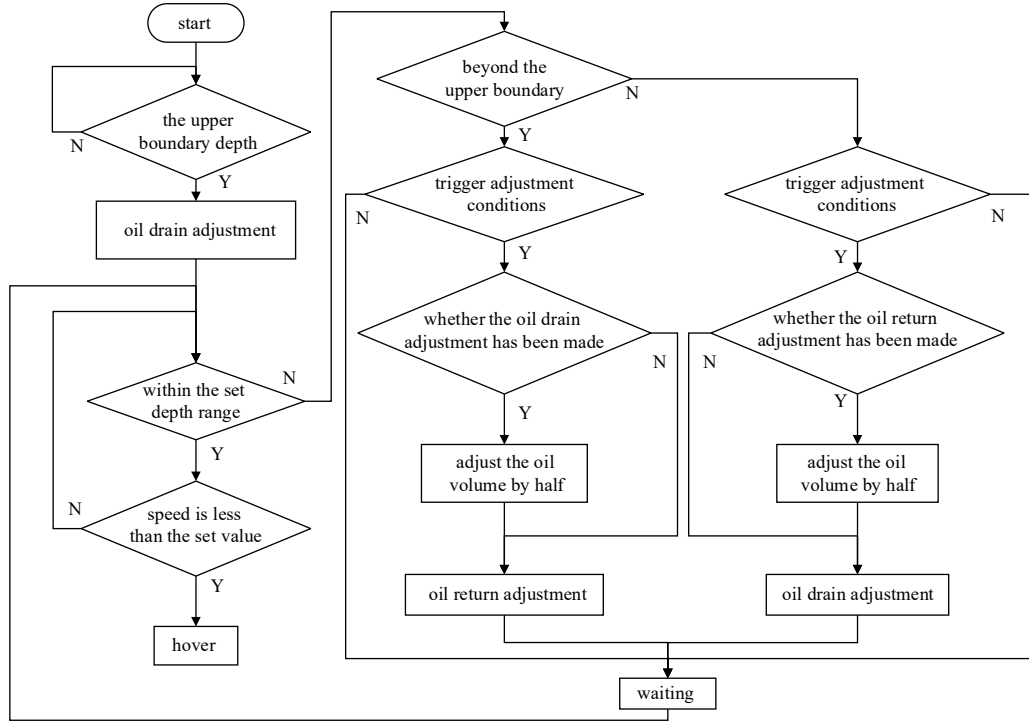 start
the upper
boundary depth
N
Y
oil drain adjustment
within the set
depth range
N
Y
speed is less
than the set value
N
Y
hover
beyond the
upper boundary
N
Y
trigger adjustment
conditions
N
Y
whether the oil drain
adjustment has been made
N
Y
adjust the oil
volume by half
oil return adjustment
trigger adjustment
conditions
N
Y
whether the oil return
adjustment has been made
N
Y
adjust the oil
volume by half
oil drain adjustment
waiting